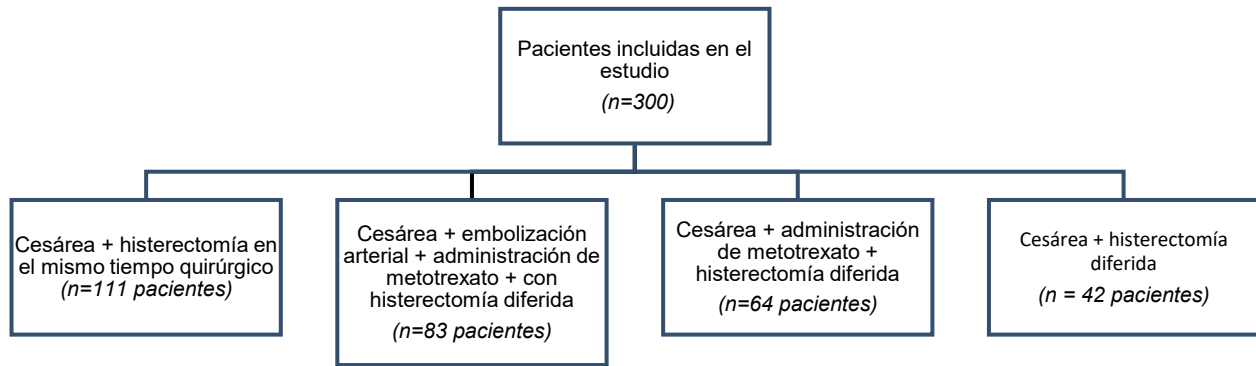 Pacientes incluidas en el
estudio
(n=300)
Cesárea + histerectomía en
el mismo tiempo quirúrgico
(n=111 pacientes)
Cesárea + embolización
arterial + administración de
metotrexato + con
histerectomía diferida
(n=83 pacientes)
Cesárea + administración
de metotrexato +
histerectomía diferida
(n=64 pacientes)
Cesárea + histerectomía
diferida
(n = 42 pacientes)